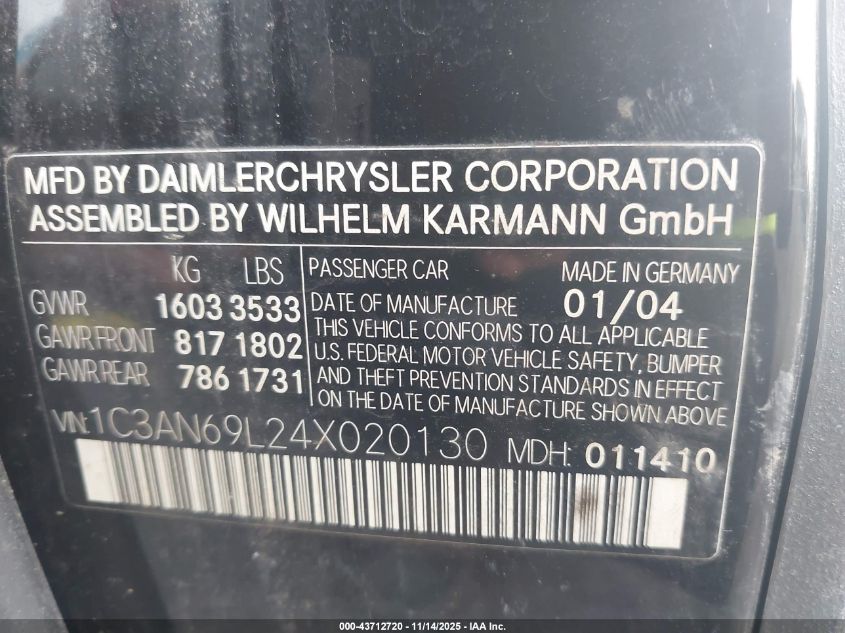 MFD BY DAIMLERCHRYSLER CORPORATION
ASSEMBLED BY WILHELM KARMANN GmbH
KG LBS
GVWR 1603 3533
GAWR FRONT 817 1802
GAWR REAR 786 1731
PASSENGER CAR MADE IN GERMANY
DATE OF MANUFACTURE 01/04
THIS VEHICLE CONFORMS TO ALL APPLICABLE
U.S. FEDERAL MOTOR VEHICLE SAFETY, BUMPER
AND THEFT PREVENTION STANDARDS IN EFFECT
ON THE DATE OF MANUFACTURE SHOWN ABOVE
VIN: 1C3AN69L24X020130 MDH: 011410
000-43712720 - 11/14/2025 - IAA Inc.